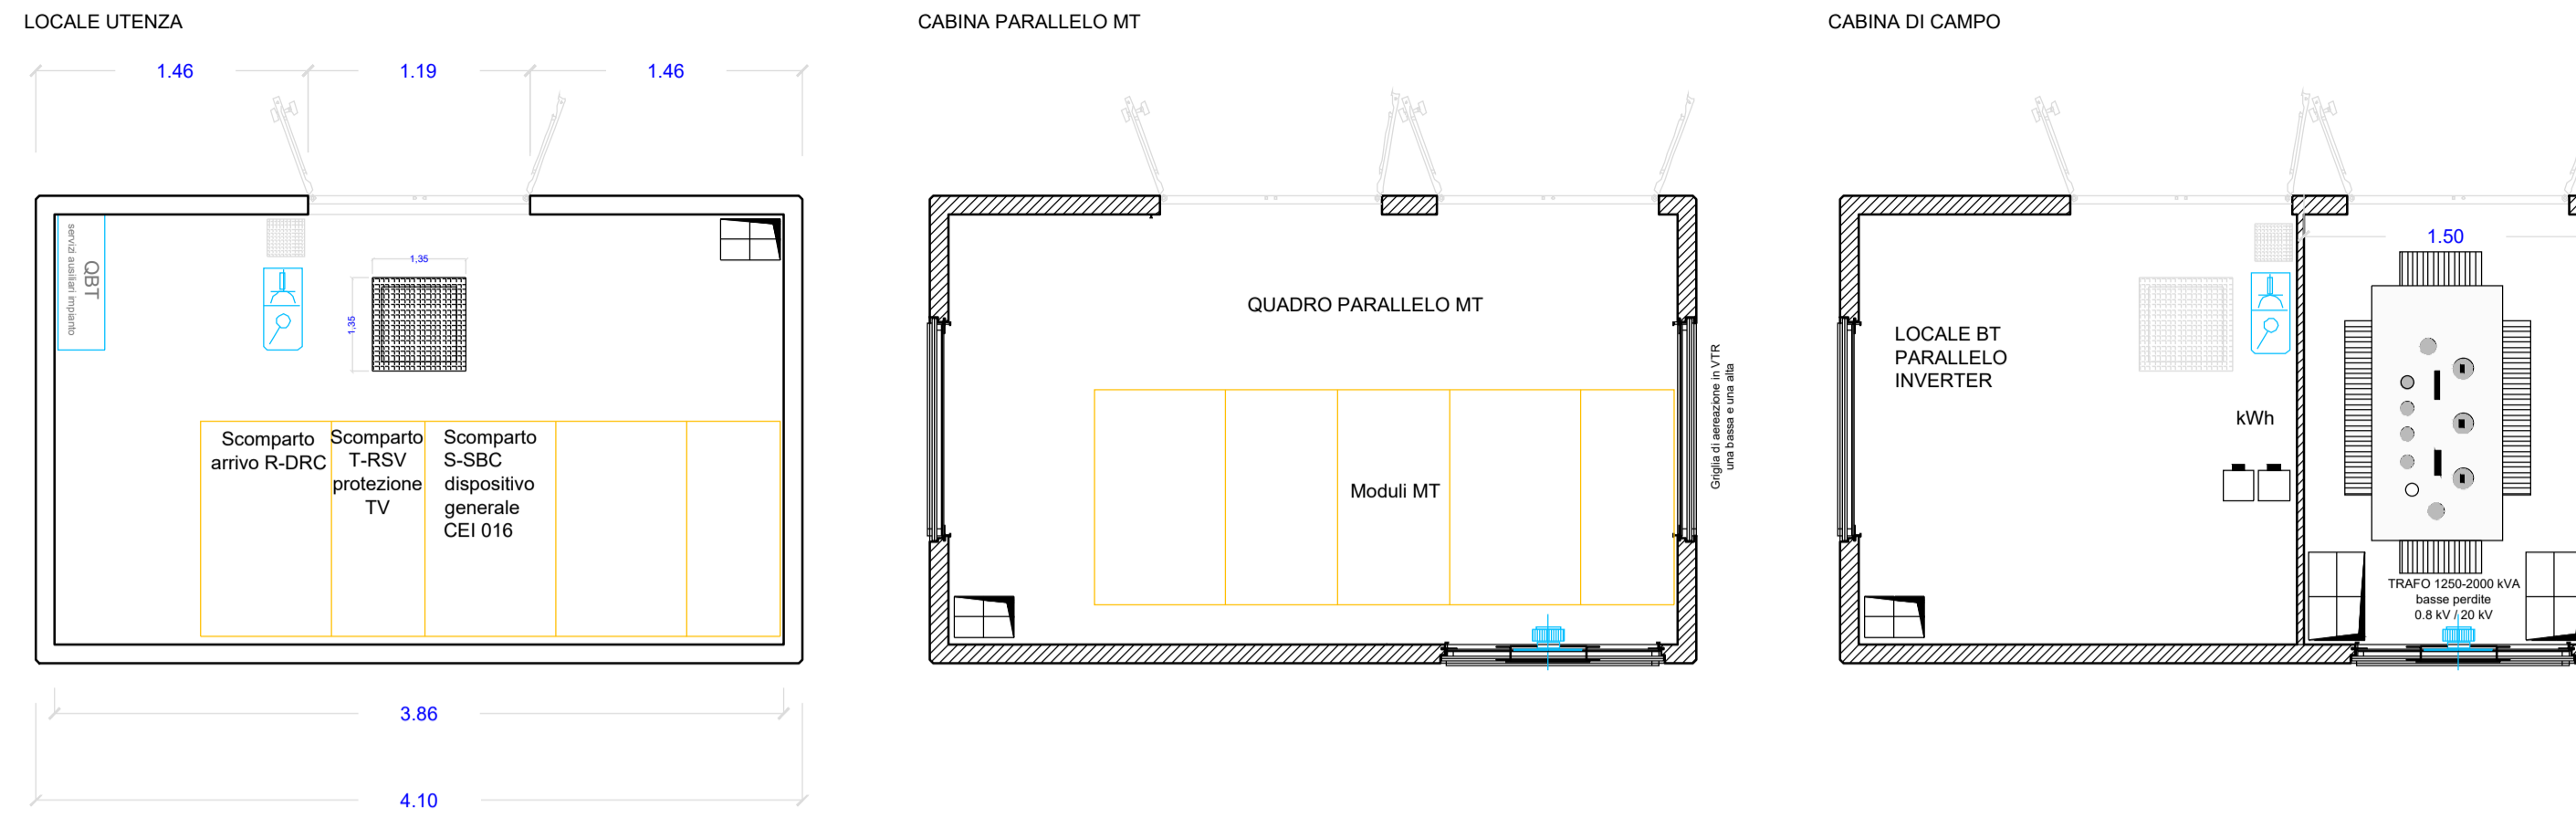 LOCALE UTENZA
1.46
1.19
1.46
QBT
servizi ausiliari impianto
1,35
1,35
Scomparto
arrivo R-DRC
Scomparto
T-RSV
protezione
TV
Scomparto
S-SBC
dispositivo
generale
CEI 016
3.86
4.10
CABINA PARALLELO MT
QUADRO PARALLELO MT
Moduli MT
Griglia di aereazione in VTR
una bassa e una alta
CABINA DI CAMPO
1.50
LOCALE BT
PARALLELO
INVERTER
kWh
TRAFO 1250-2000 kVA
basse perdite
0.8 kV / 20 kV